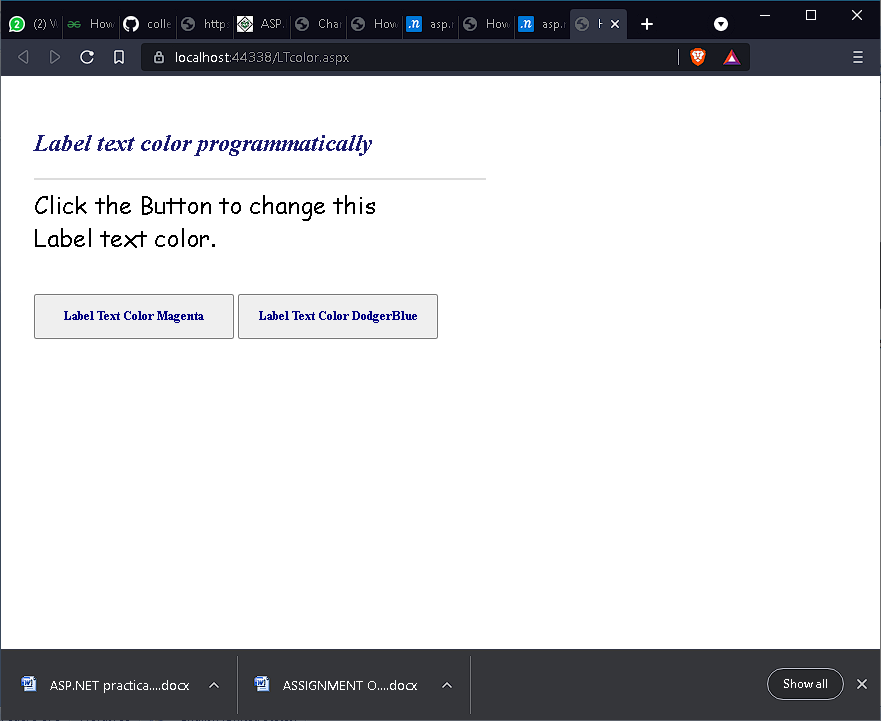 (2)
How
colle
http
ASP.
Cha
How
asp.
How
asp.
localhost:44338/LTcolor.aspx
Label text color programmatically
Click the Button to change this
Label text color.
Label Text Color Magenta
Label Text Color DodgerBlue
ASP.NET practica....docx
ASSIGNMENT O....docx
Show all